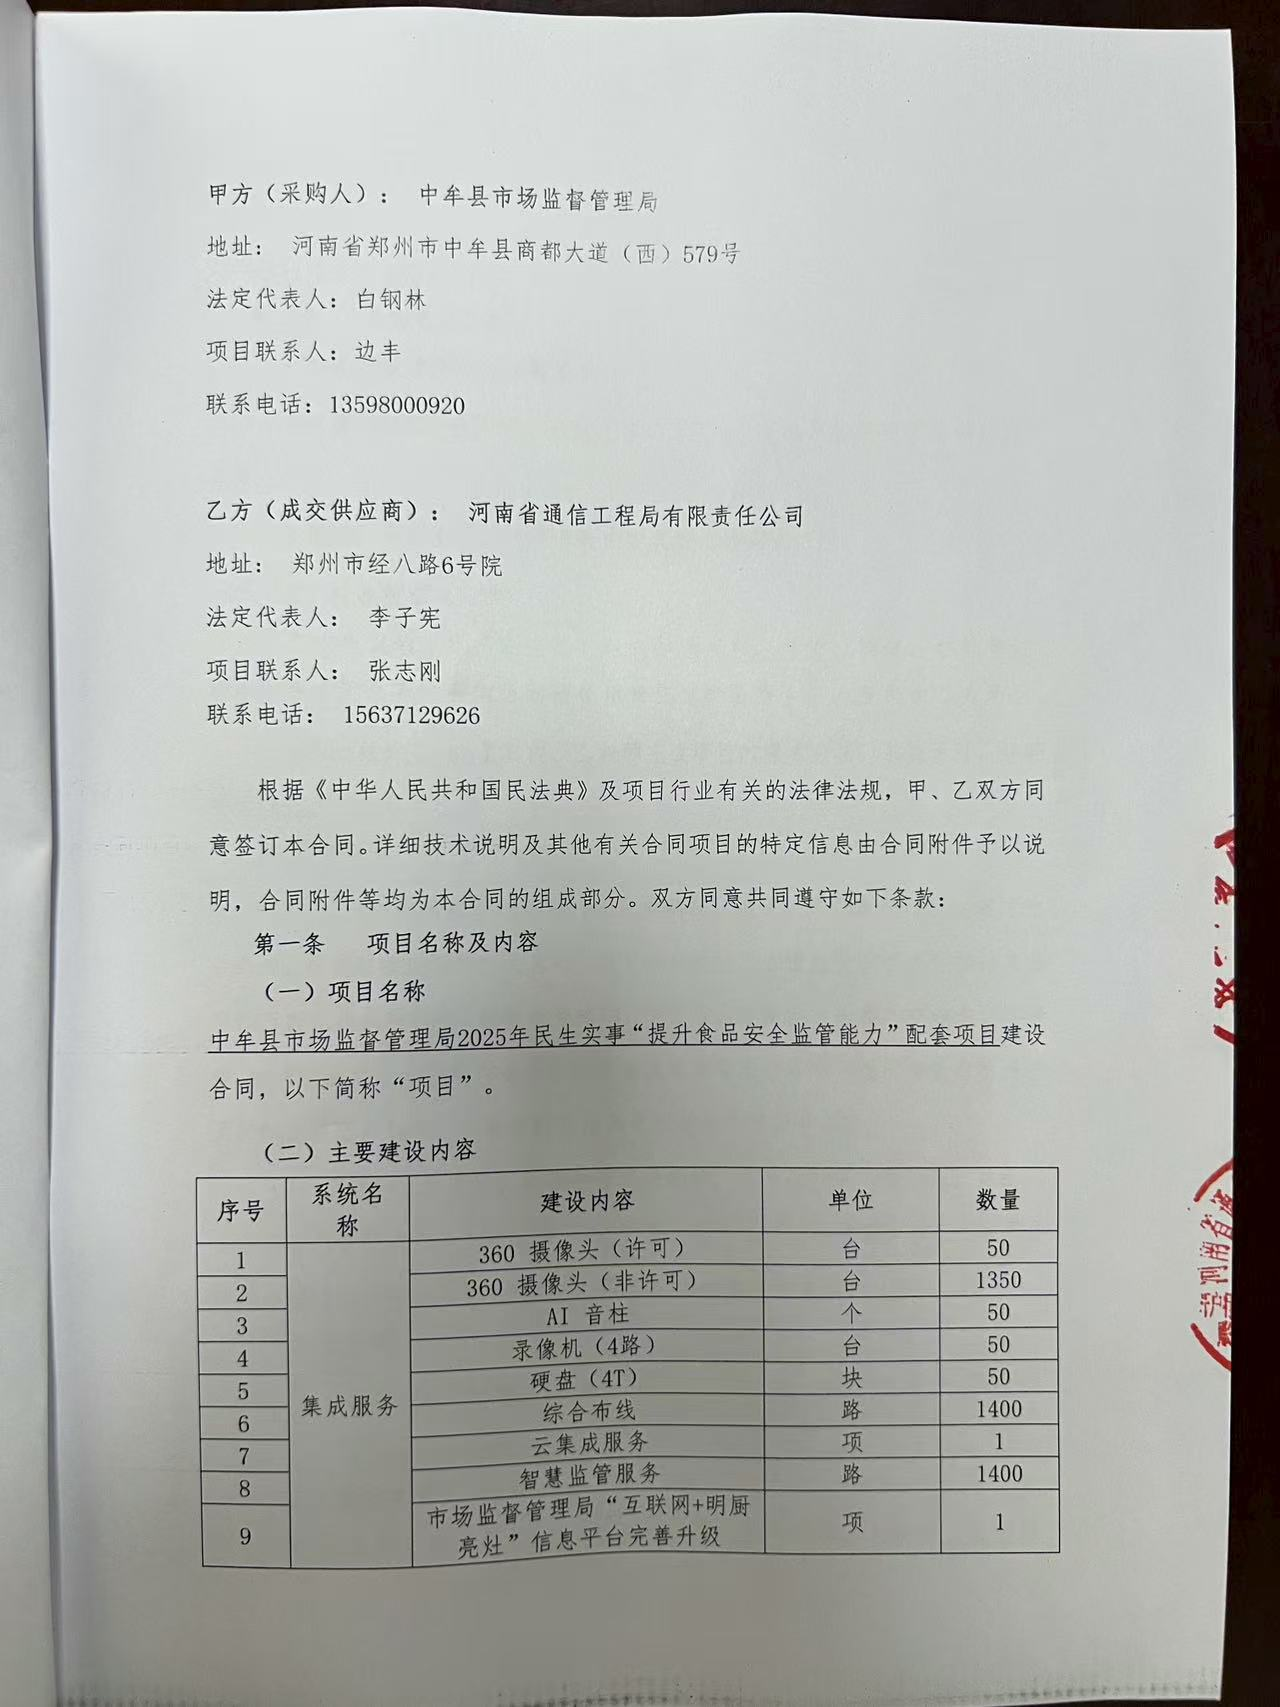 甲方（采购人）： 中牟县市场监督管理局
地址： 河南省郑州市中牟县商都大道（西）579号
法定代表人：白钢林
项目联系人：边丰
联系电话：13598000920
乙方（成交供应商）： 河南省通信工程局有限责任公司
地址： 郑州市经八路6号院
法定代表人： 李子宪
项目联系人： 张志刚
联系电话： 15637129626
根据《中华人民共和国民法典》及项目行业有关的法律法规，甲、乙双方同
意签订本合同。详细技术说明及其他有关合同项目的特定信息由合同附件予以说
明，合同附件等均为本合同的组成部分。双方同意共同遵守如下条款：
第一条 项目名称及内容
（一）项目名称
中牟县市场监督管理局2025年民生实事“提升食品安全监管能力”配套项目建设
合同，以下简称“项目”。
（二）主要建设内容
序号 系统名称 建设内容 单位 数量
1 集成服务 360 摄像头（许可） 台 50
2 360 摄像头（非许可） 台 1350
3 AI 音柱 个 50
4 录像机（4路） 台 50
5 硬盘（4T） 块 50
6 综合布线 路 1400
7 云集成服务 项 1
8 智慧监管服务 路 1400
9 市场监督管理局“互联网+明厨
亮灶”信息平台完善升级 项 1